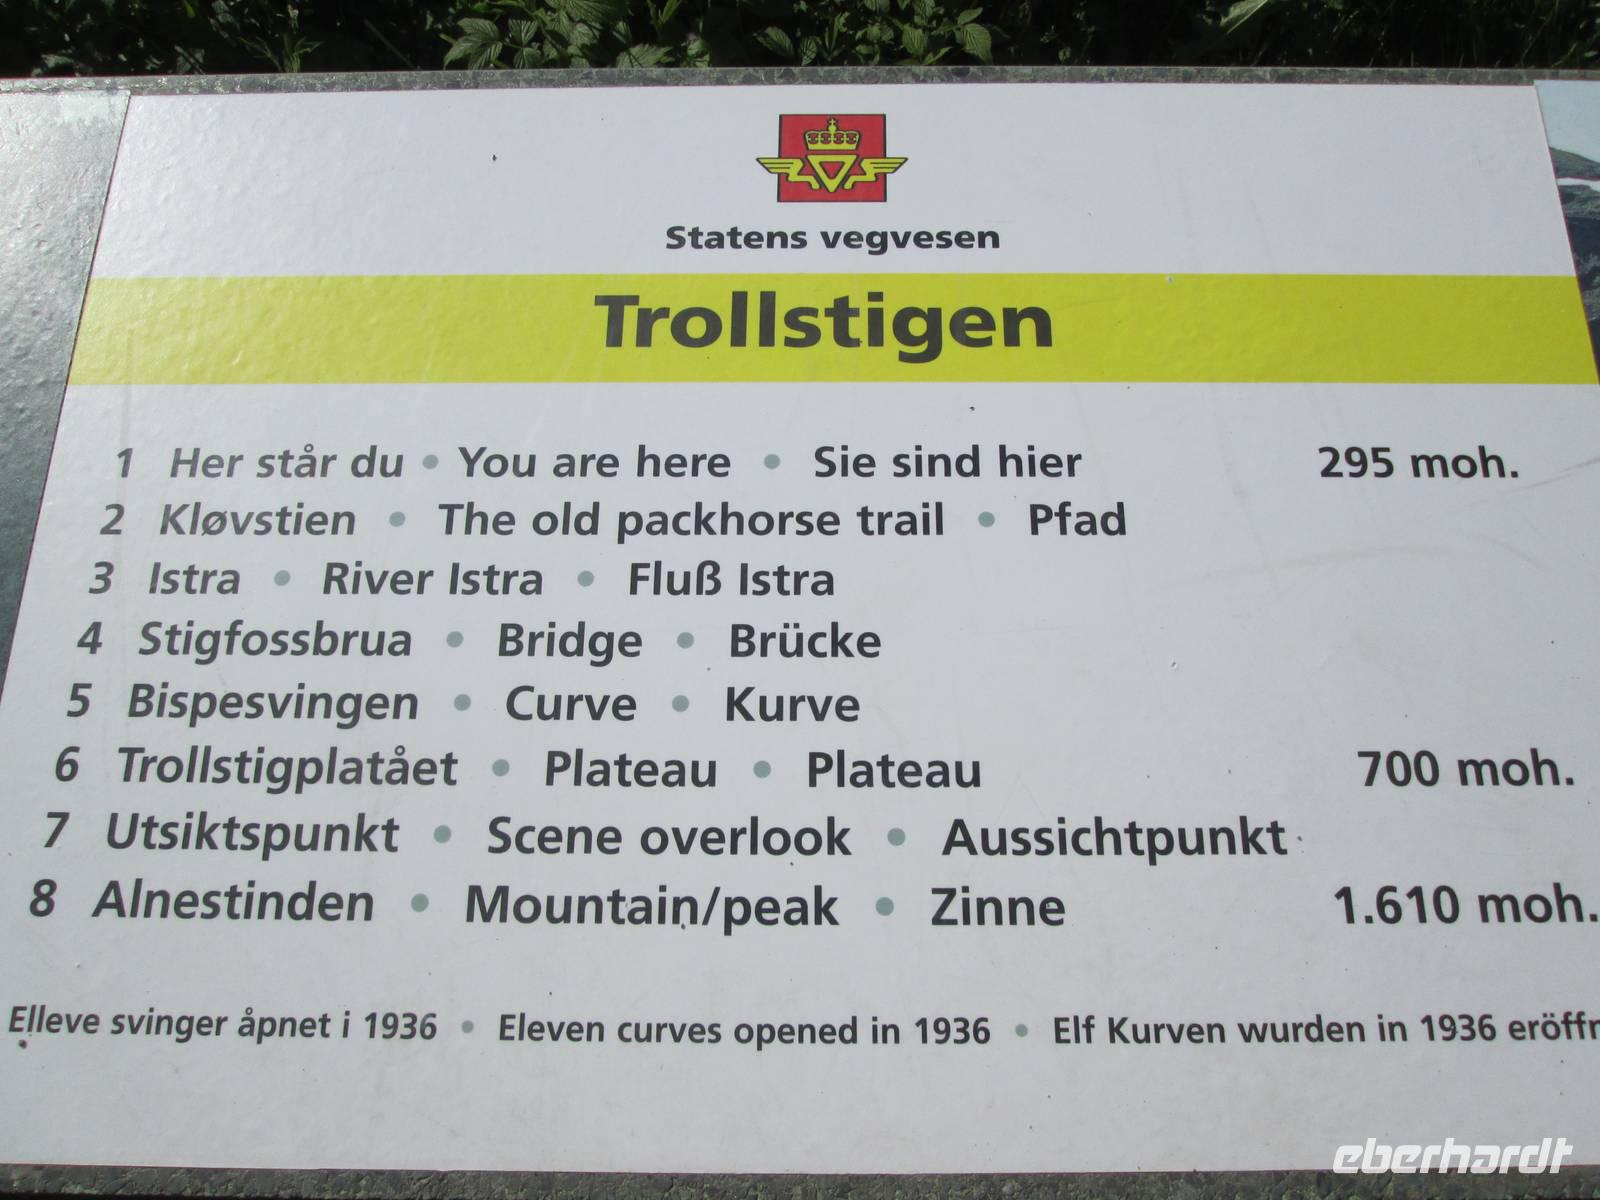 Statens vegvesen
Trollstigen
1 Her står du • You are here • Sie sind hier 295 moh.
2 Kløvstien • The old packhorse trail • Pfad
3 Istra • River Istra • Fluß Istra
4 Stigfossbrua • Bridge • Brücke
5 Bispesvingen • Curve • Kurve
6 Trollstigplatået • Plateau • Plateau 700 moh.
7 Utsiktspunkt • Scene overlook • Aussichtpunkt
8 Alnestinden • Mountain/peak • Zinne 1.610 moh.
Elleve svinger åpnet i 1936 • Eleven curves opened in 1936 • Elf Kurven wurden in 1936 eröff
eberhardt